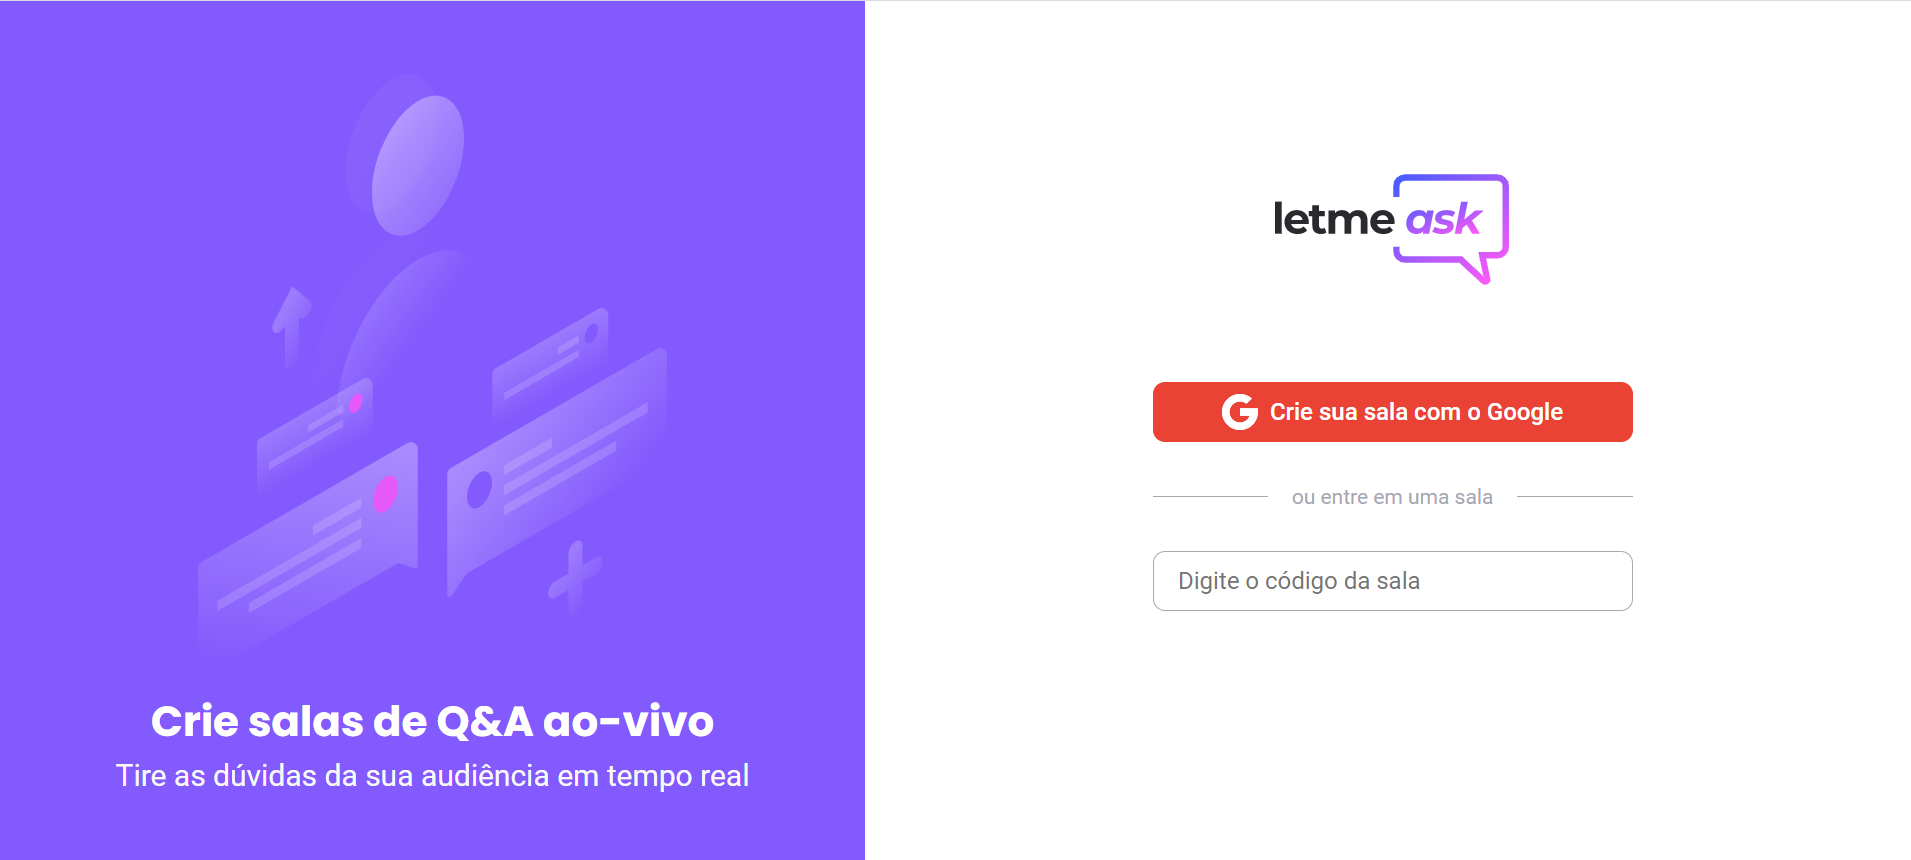 Crie salas de Q&A ao-vivo
Tire as dúvidas da sua audiência em tempo real
letme ask
Crie sua sala com o Google
ou entre em uma sala
Digite o código da sala